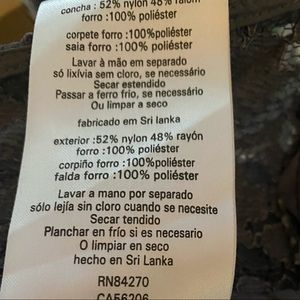 concha : 52% nylon 48% raiom
forro :100% poliéster
corpete forro :100%poliéster
saia forro :100% poliéster
Lavar à mão em separado
só lixívia sem cloro, se necessário
Secar estendido
Passar a ferro frio, se necessário
Ou limpar a seco
fabricado em Sri lanka
exterior :52% nylon 48% rayón
forro :100% poliéster
corpiño forro :100%poliéster
falda forro :100% poliéster
Lavar a mano por separado
sólo lejía sin cloro cuando se necesite
Secar tendido
Planchar en frío si es necesario
O limpiar en seco
hecho en Sri Lanka
RN84270
CA56206